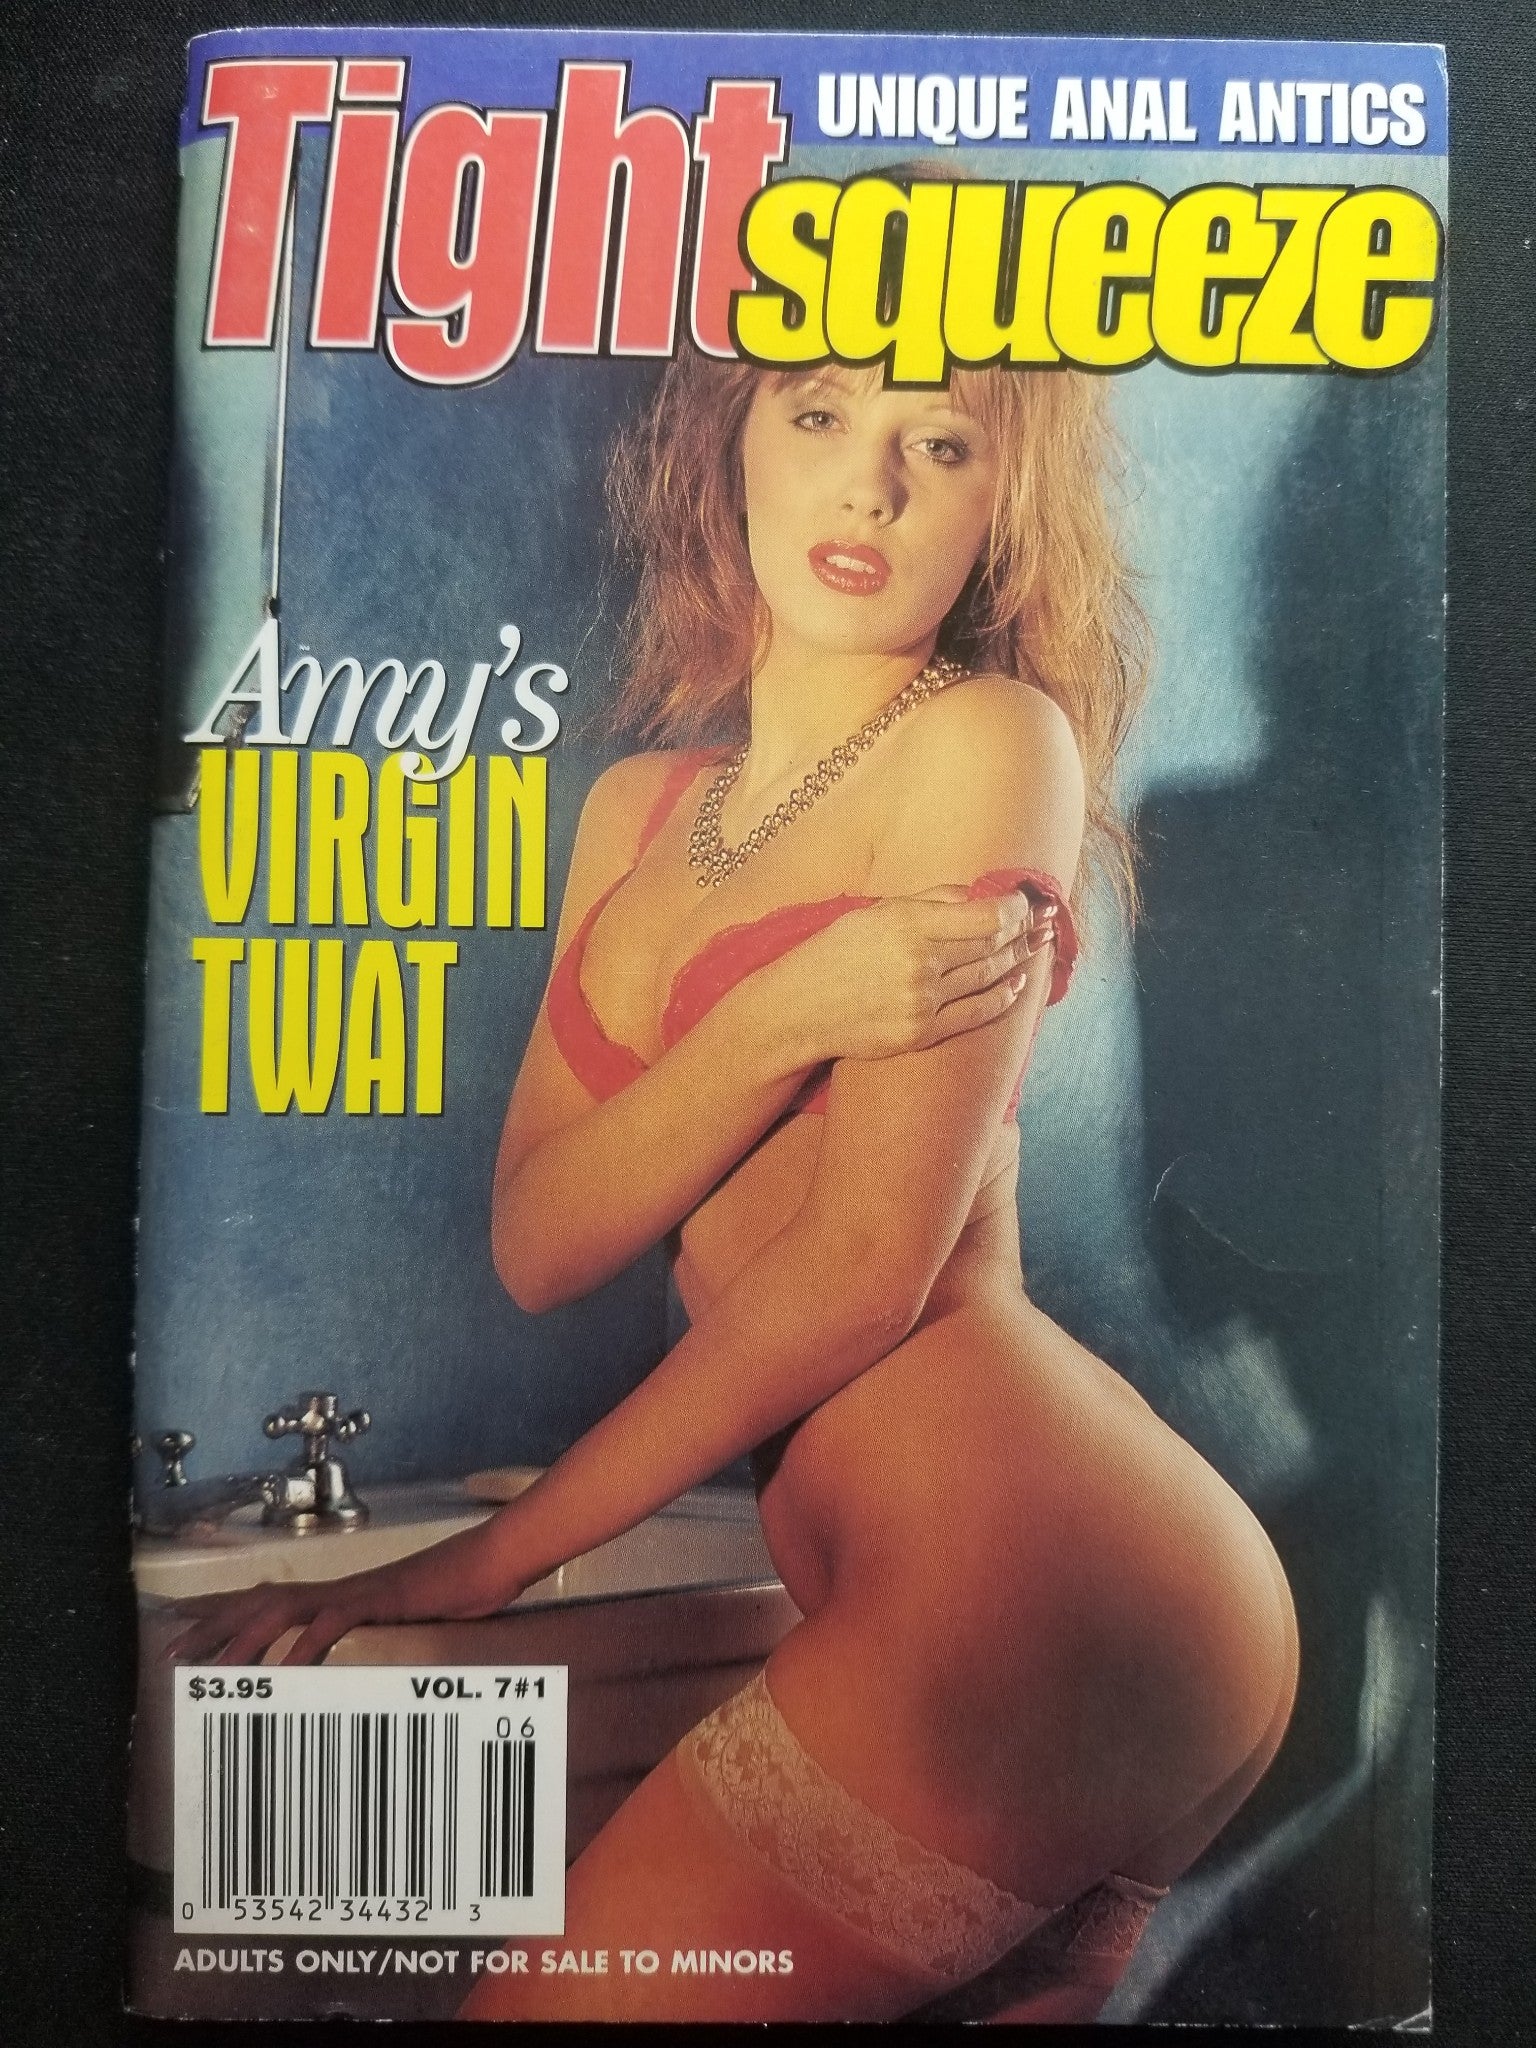 UNIQUE ANAL ANTICS
Tight
squeeze
Amy's
VIRGIN
TWAT
$3.95 VOL. 7#1
06
0 53542 34432 3
ADULTS ONLY/NOT FOR SALE TO MINORS